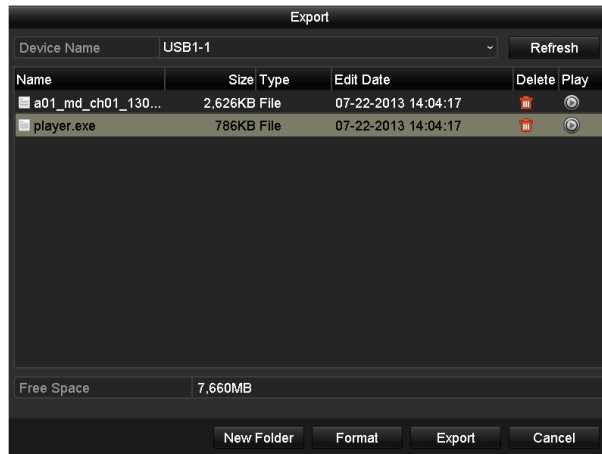 Export
Device Name USB1-1 Refresh
Name Size Type Edit Date Delete Play
a01_md_ch01_130... 2,626KB File 07-22-2013 14:04:17
player.exe 786KB File 07-22-2013 14:04:17
Free Space 7,660MB
New Folder Format Export Cancel